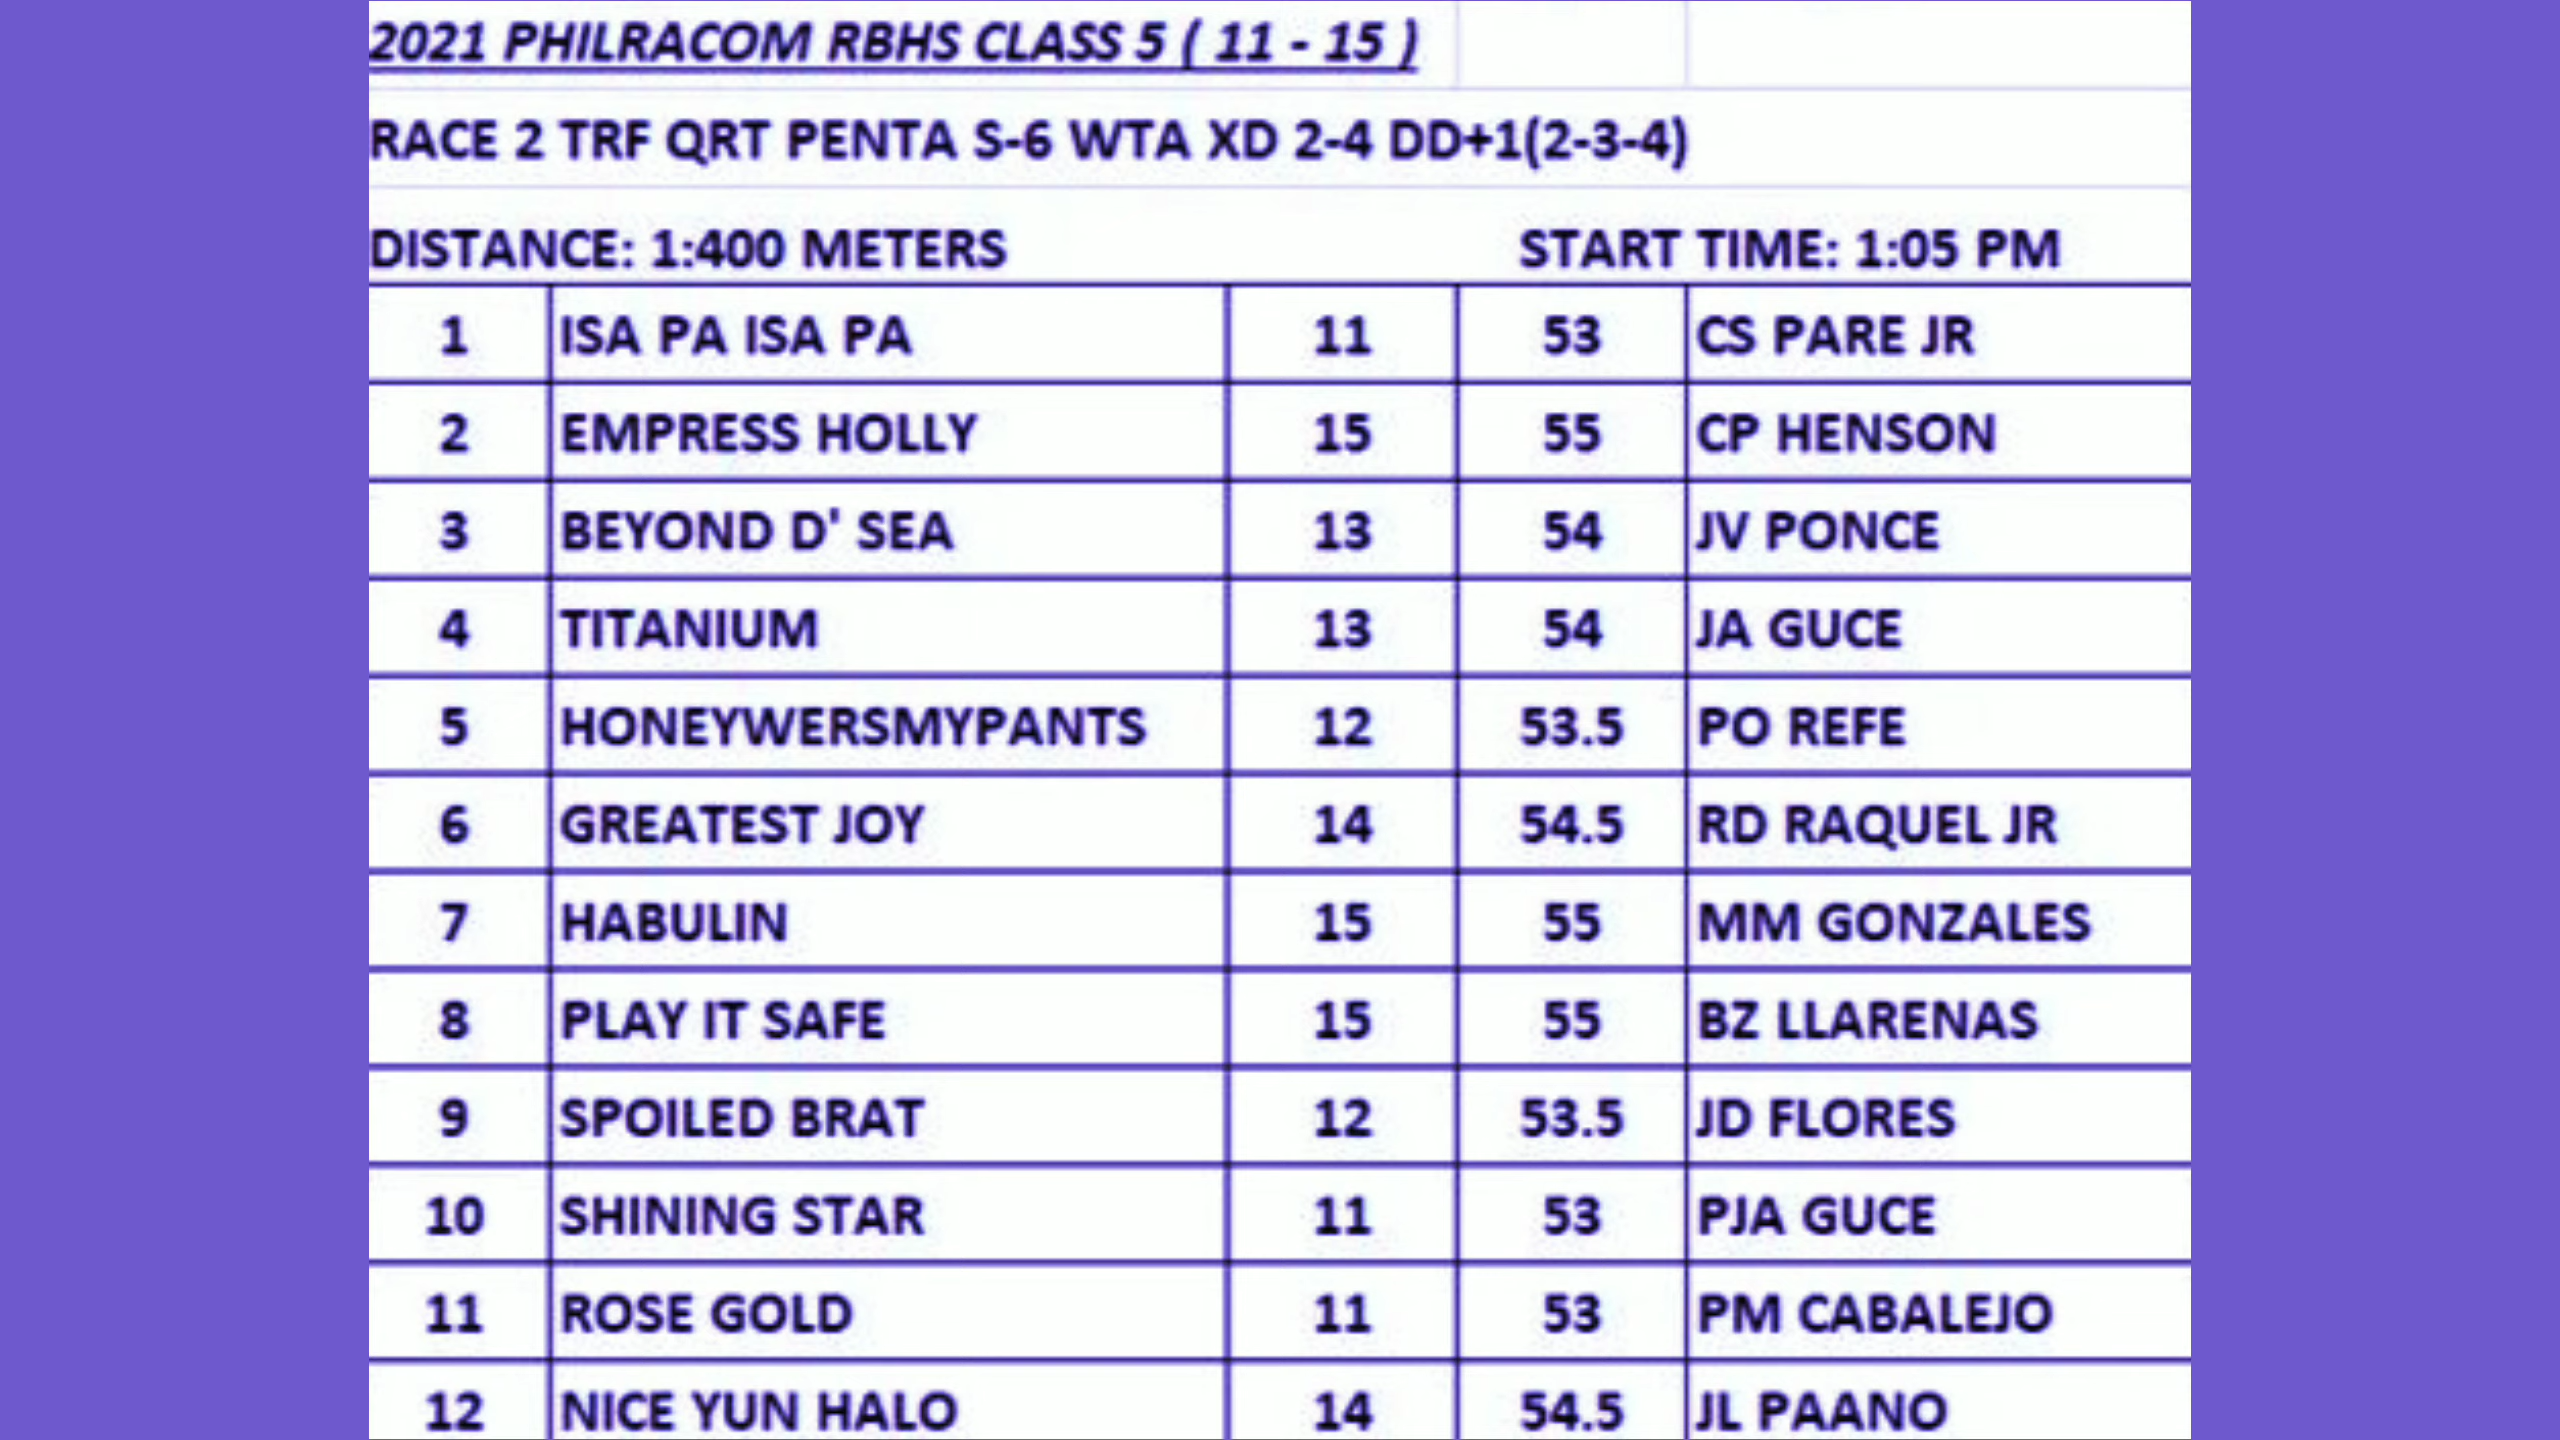 2021 PHILRACOM RBHS CLASS 5 ( 11 - 15 )
RACE 2 TRF QRT PENTA S-6 WTA XD 2-4 DD+1(2-3-4)
DISTANCE: 1:400 METERS START TIME: 1:05 PM
1 ISA PA ISA PA 11 53 CS PARE JR
2 EMPRESS HOLLY 15 55 CP HENSON
3 BEYOND D' SEA 13 54 JV PONCE
4 TITANIUM 13 54 JA GUCE
5 HONEYWERSMYPANTS 12 53.5 PO REFE
6 GREATEST JOY 14 54.5 RD RAQUEL JR
7 HABULIN 15 55 MM GONZALES
8 PLAY IT SAFE 15 55 BZ LLARENAS
9 SPOILED BRAT 12 53.5 JD FLORES
10 SHINING STAR 11 53 PJA GUCE
11 ROSE GOLD 11 53 PM CABALEJO
12 NICE YUN HALO 14 54.5 JL PAANO